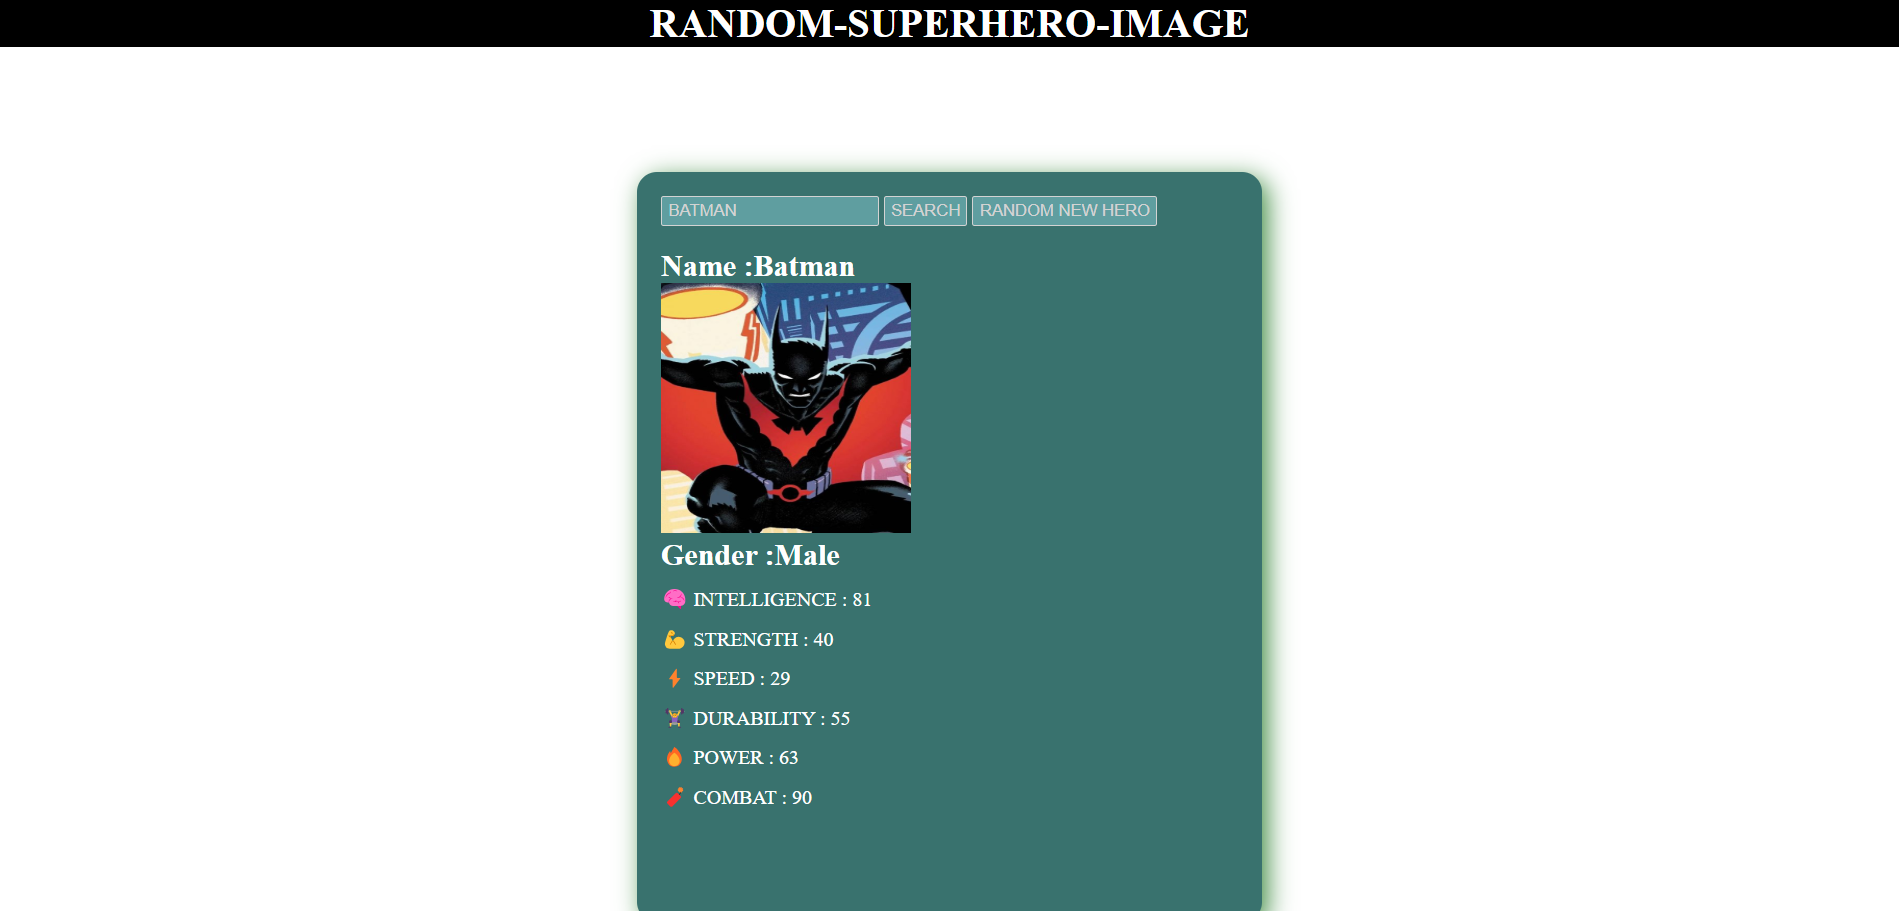 RANDOM-SUPERHERO-IMAGE
BATMAN SEARCH RANDOM NEW HERO
Name :Batman
Gender :Male
🧠 INTELLIGENCE : 81
💪 STRENGTH : 40
⚡ SPEED : 29
🏋️‍♀️ DURABILITY : 55
🔥 POWER : 63
🧨 COMBAT : 90